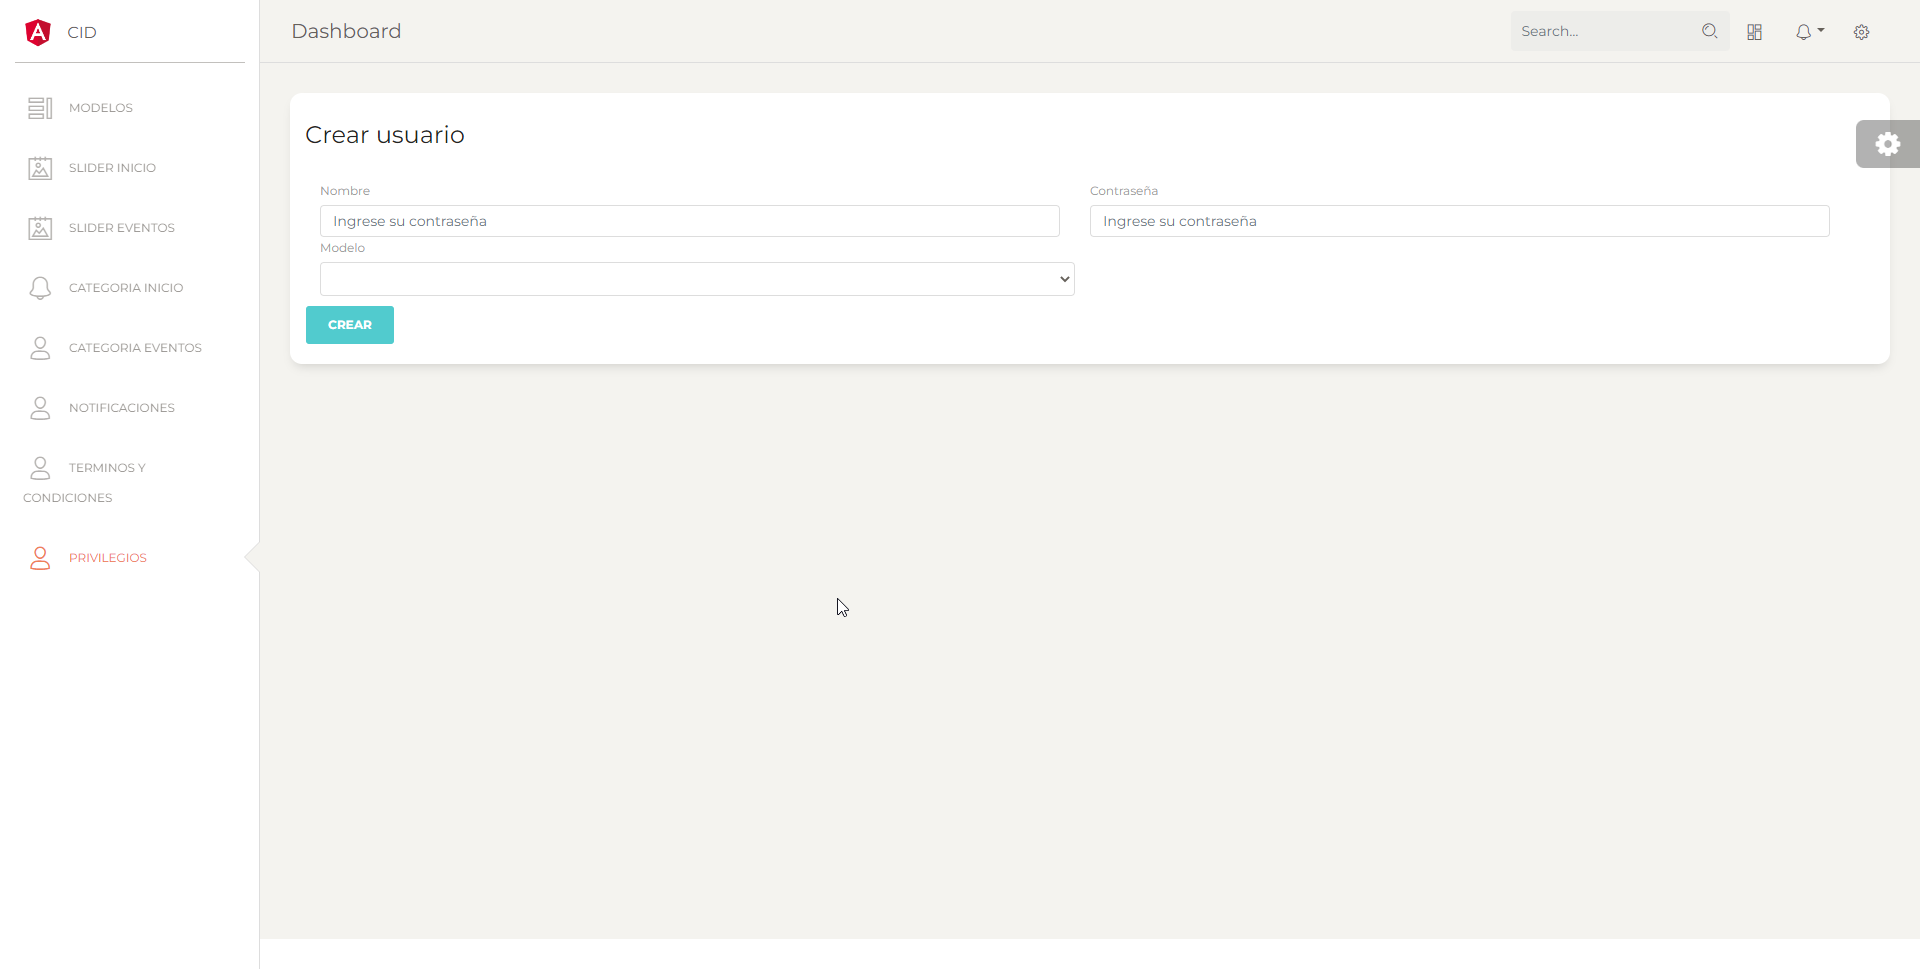 CID
MODELOS
SLIDER INICIO
SLIDER EVENTOS
CATEGORIA INICIO
CATEGORIA EVENTOS
NOTIFICACIONES
TERMINOS Y
CONDICIONES
PRIVILEGIOS
Dashboard
Search...
Crear usuario
Nombre
Ingrese su contraseña
Contraseña
Ingrese su contraseña
Modelo
CREAR